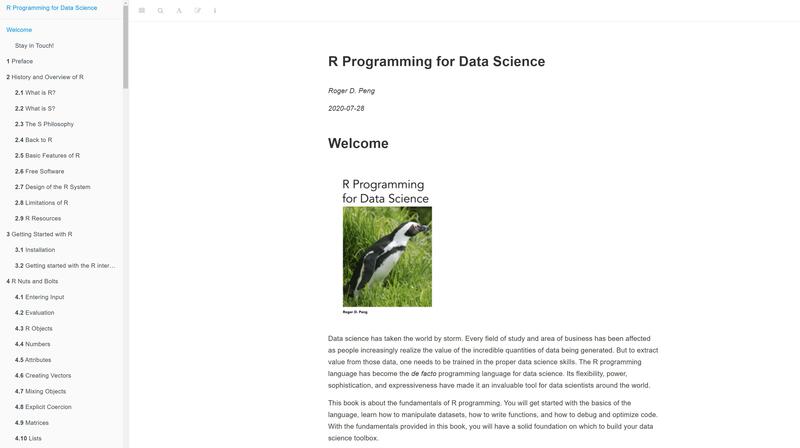 R Programming for Data Science
Welcome
Stay in Touch!
1 Preface
2 History and Overview of R
2.1 What is R?
2.2 What is S?
2.3 The S Philosophy
2.4 Back to R
2.5 Basic Features of R
2.6 Free Software
2.7 Design of the R System
2.8 Limitations of R
2.9 R Resources
3 Getting Started with R
3.1 Installation
3.2 Getting started with the R inter…
4 R Nuts and Bolts
4.1 Entering Input
4.2 Evaluation
4.3 R Objects
4.4 Numbers
4.5 Attributes
4.6 Creating Vectors
4.7 Mixing Objects
4.8 Explicit Coercion
4.9 Matrices
4.10 Lists
A
i
R Programming for Data Science
Roger D. Peng
2020-07-28
Welcome
R Programming
for Data Science
Roger D. Peng
Data science has taken the world by storm. Every field of study and area of business has been affected
as people increasingly realize the value of the incredible quantities of data being generated. But to extract
value from those data, one needs to be trained in the proper data science skills. The R programming
language has become the de facto programming language for data science. Its flexibility, power,
sophistication, and expressiveness have made it an invaluable tool for data scientists around the world.
This book is about the fundamentals of R programming. You will get started with the basics of the
language, learn how to manipulate datasets, how to write functions, and how to debug and optimize code.
With the fundamentals provided in this book, you will have a solid foundation on which to build your data
science toolbox.